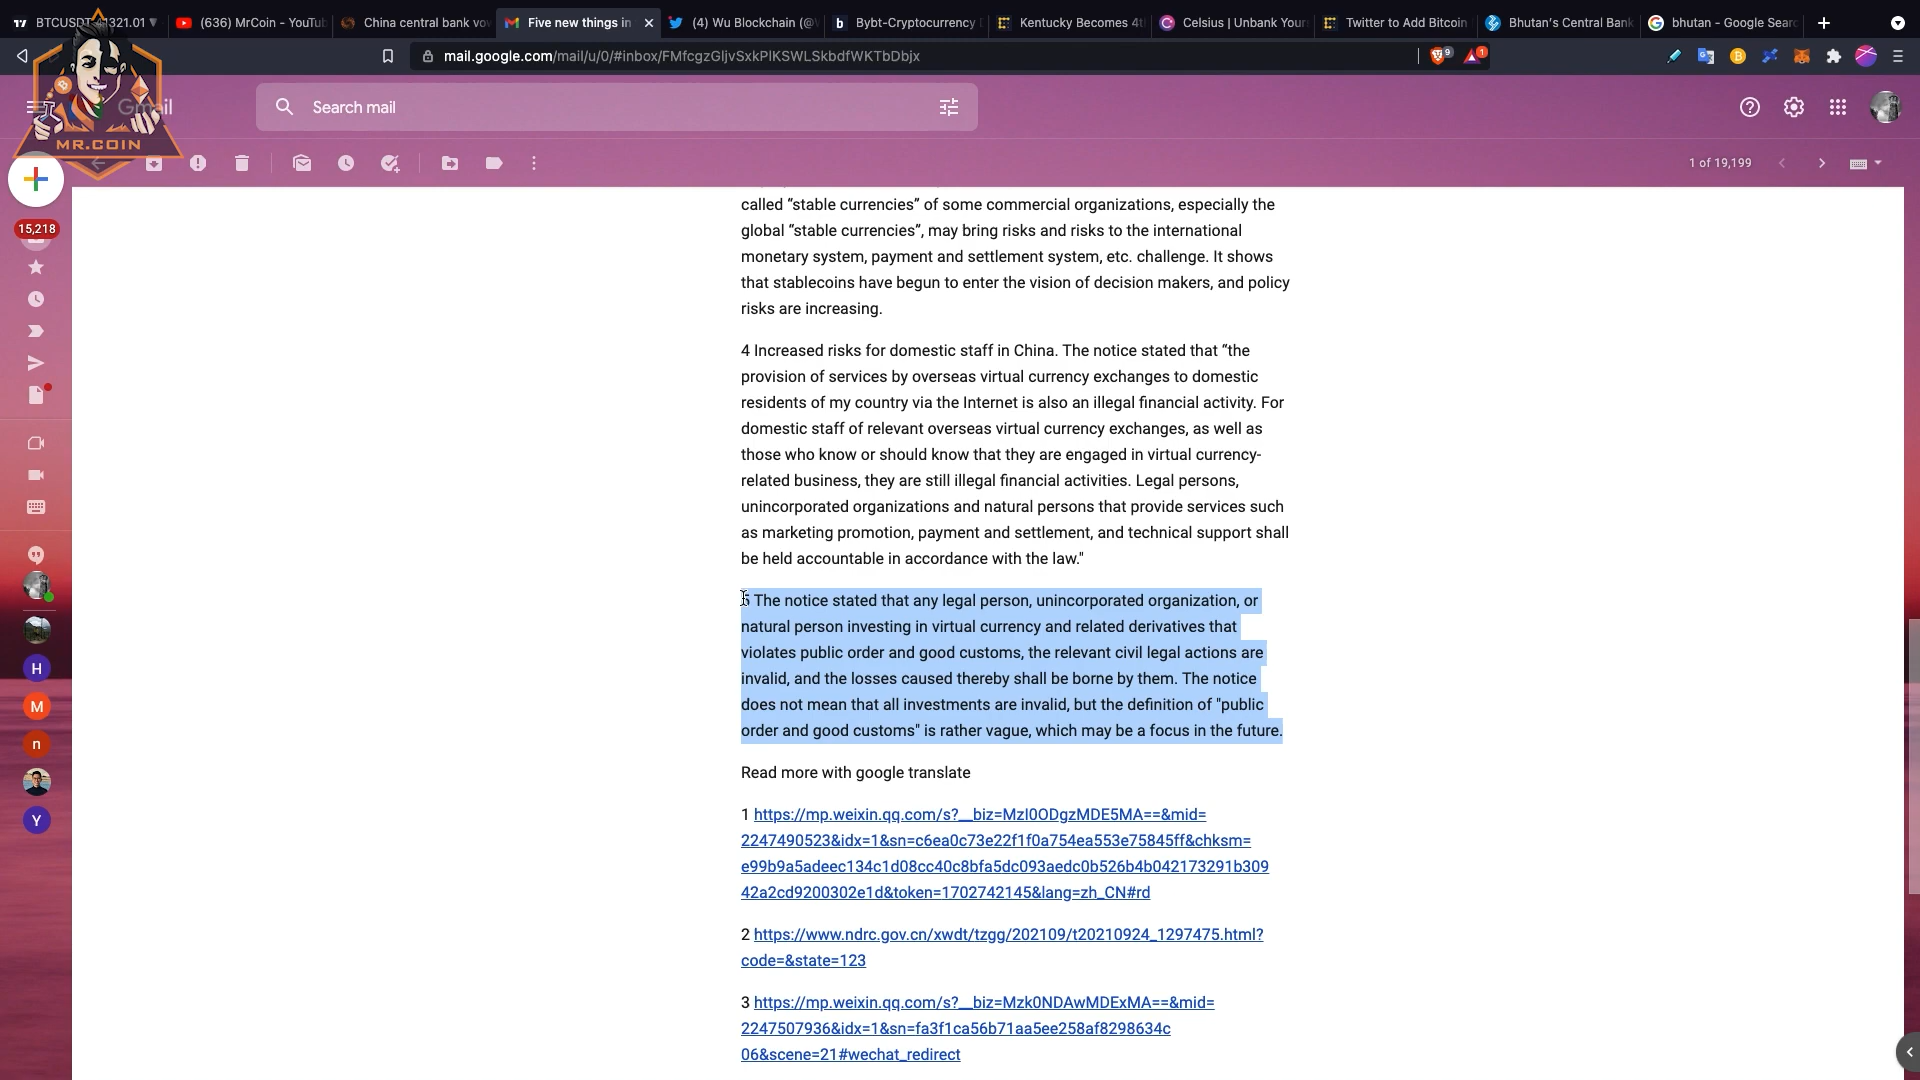 BTCUSDT 41321.01 ▼
(636) MrCoin - YouTub
China central bank vow
Five new things in
(4) Wu Blockchain (@W
Bybt-Cryptocurrency D
Kentucky Becomes 4t
Celsius | Unbank Your
Twitter to Add Bitcoin
Bhutan's Central Bank
bhutan - Google Searc
mail.google.com/mail/u/0/#inbox/FMfcgzGljvSxkPlKSWLSkbdfWKTbDbjx
9
1
Gmail
Search mail
MR.COIN
1 of 19,199
15,218
called “stable currencies” of some commercial organizations, especially the
global “stable currencies”, may bring risks and risks to the international
monetary system, payment and settlement system, etc. challenge. It shows
that stablecoins have begun to enter the vision of decision makers, and policy
risks are increasing.
4 Increased risks for domestic staff in China. The notice stated that “the
provision of services by overseas virtual currency exchanges to domestic
residents of my country via the Internet is also an illegal financial activity. For
domestic staff of relevant overseas virtual currency exchanges, as well as
those who know or should know that they are engaged in virtual currency-
related business, they are still illegal financial activities. Legal persons,
unincorporated organizations and natural persons that provide services such
as marketing promotion, payment and settlement, and technical support shall
be held accountable in accordance with the law."
5 The notice stated that any legal person, unincorporated organization, or
natural person investing in virtual currency and related derivatives that
violates public order and good customs, the relevant civil legal actions are
invalid, and the losses caused thereby shall be borne by them. The notice
does not mean that all investments are invalid, but the definition of "public
order and good customs" is rather vague, which may be a focus in the future.
Read more with google translate
1 https://mp.weixin.qq.com/s?__biz=MzI0ODgzMDE5MA==&mid=
2247490523&idx=1&sn=c6ea0c73e22f1f0a754ea553e75845ff&chksm=
e99b9a5adeec134c1d08cc40c8bfa5dc093aedc0b526b4b042173291b309
42a2cd9200302e1d&token=1702742145&lang=zh_CN#rd
2 https://www.ndrc.gov.cn/xwdt/tzgg/202109/t20210924_1297475.html?
code=&state=123
3 https://mp.weixin.qq.com/s?__biz=Mzk0NDAwMDExMA==&mid=
2247507936&idx=1&sn=fa3f1ca56b71aa5ee258af8298634c
06&scene=21#wechat_redirect
H
M
n
Y